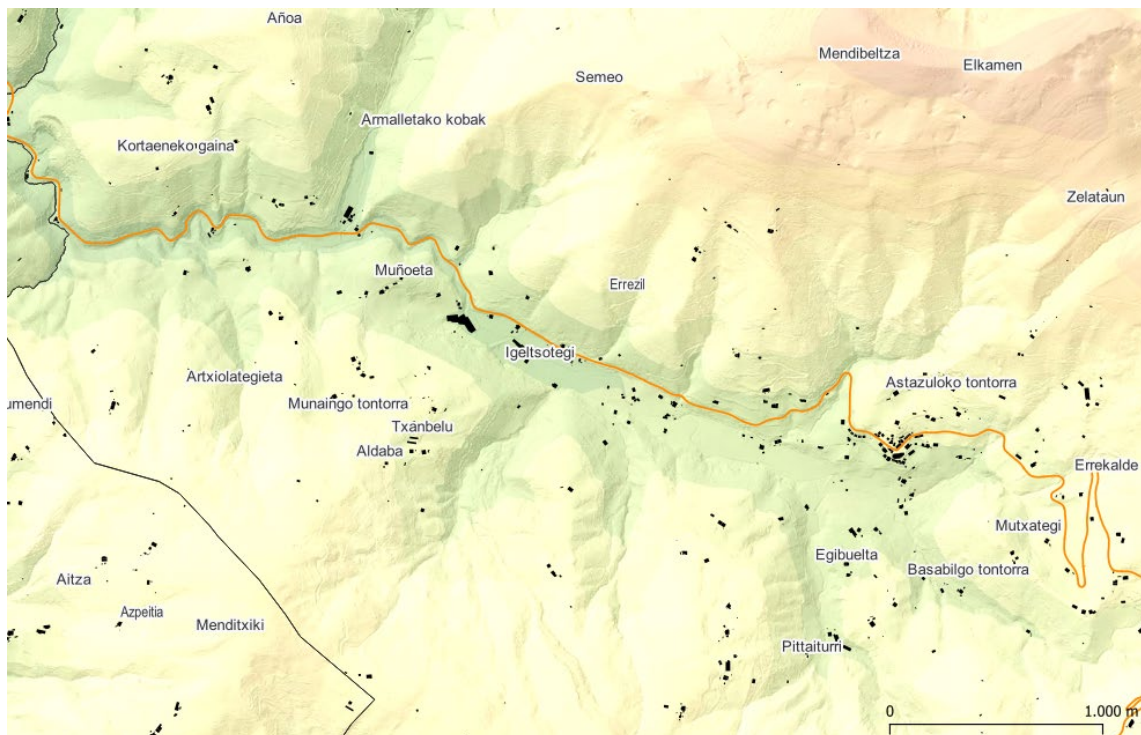 Añoa
Mendibeltza
Elkamen
Semeo
Armalletako kobak
Kortaeneko gaina
Zelataun
Muñoeta
Errezil
Igeltsotegi
Artxiolategieta
Astazuloko tontorra
umendi
Munaingo tontorra
Txanbelu
Aldaba
Errekalde
Mutxategi
Egibuelta
Basabilgo tontorra
Aitza
Azpeitia
Menditxiki
Pittaiturri
0 1.000 m